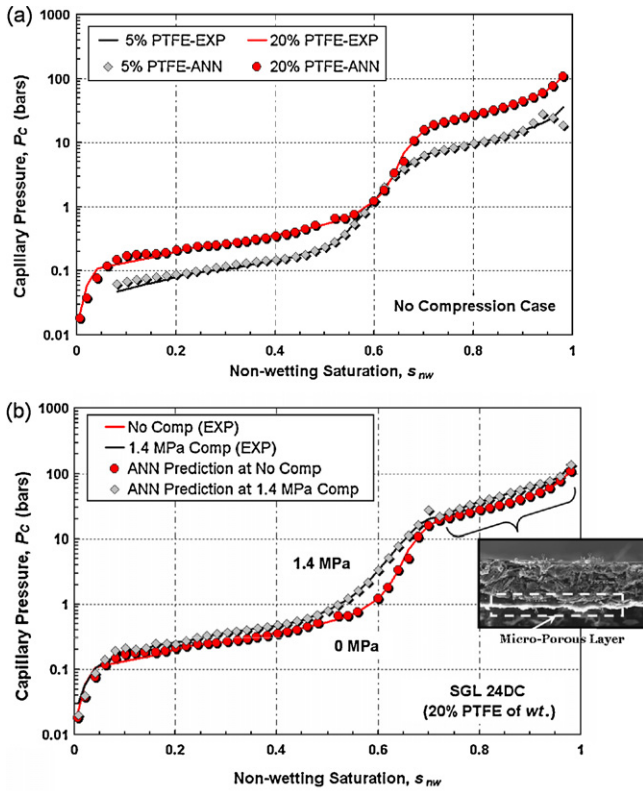 (a)
1000
100
10
1
0.1
0.01
Capillary Pressure, PC (bars)
5% PTFE-EXP
20% PTFE-EXP
5% PTFE-ANN
20% PTFE-ANN
No Compression Case
0
0.2
0.4
0.6
0.8
1
Non-wetting Saturation, snw
(b)
1000
100
10
1
0.1
0.01
Capillary Pressure, PC (bars)
No Comp (EXP)
1.4 MPa Comp (EXP)
ANN Prediction at No Comp
ANN Prediction at 1.4 MPa Comp
1.4 MPa
0 MPa
Micro-Porous Layer
SGL 24DC
(20% PTFE of wt.)
0
0.2
0.4
0.6
0.8
1
Non-wetting Saturation, snw